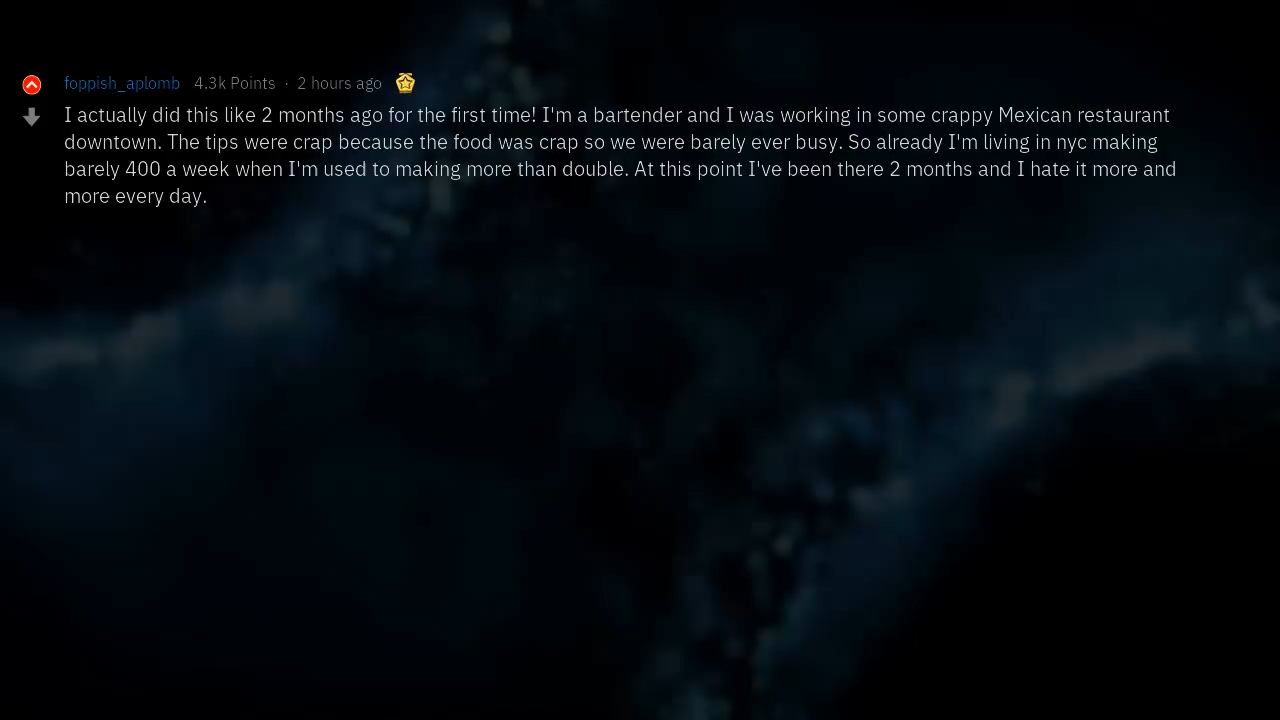 foppish_aplomb 4.3k Points · 2 hours ago
I actually did this like 2 months ago for the first time! I'm a bartender and I was working in some crappy Mexican restaurant
downtown. The tips were crap because the food was crap so we were barely ever busy. So already I'm living in nyc making
barely 400 a week when I'm used to making more than double. At this point I've been there 2 months and I hate it more and
more every day.